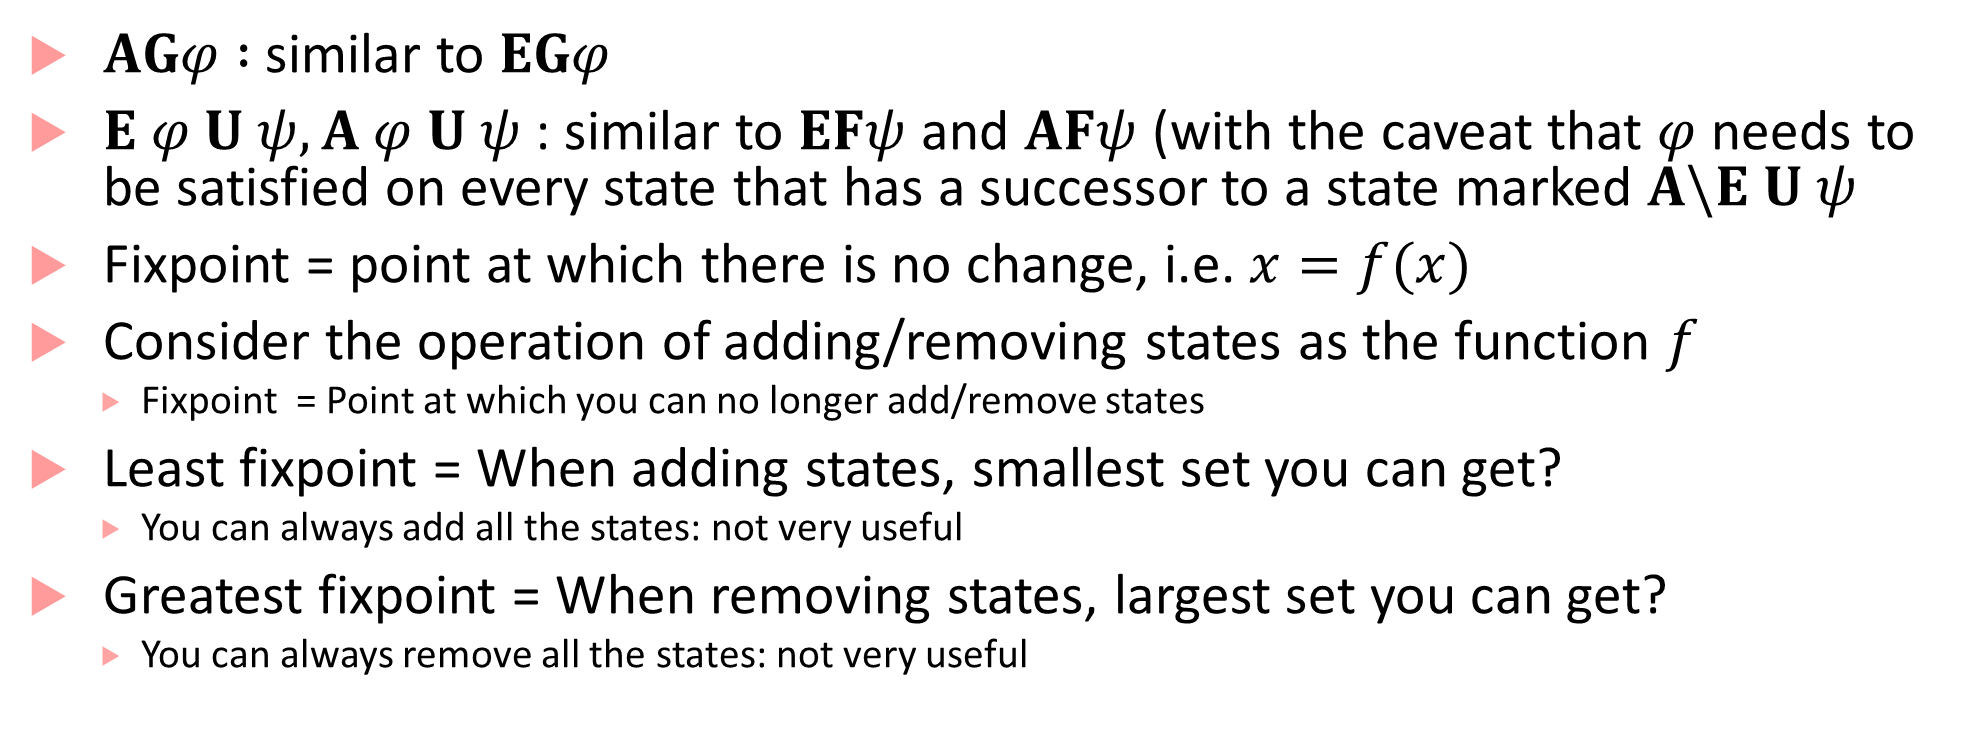 AGφ : similar to EGφ
E φ U ψ, A φ U ψ : similar to EFψ and AFψ (with the caveat that φ needs to
be satisfied on every state that has a successor to a state marked A\E U ψ
Fixpoint = point at which there is no change, i.e. x = f(x)
Consider the operation of adding/removing states as the function f
Fixpoint = Point at which you can no longer add/remove states
Least fixpoint = When adding states, smallest set you can get?
You can always add all the states: not very useful
Greatest fixpoint = When removing states, largest set you can get?
You can always remove all the states: not very useful